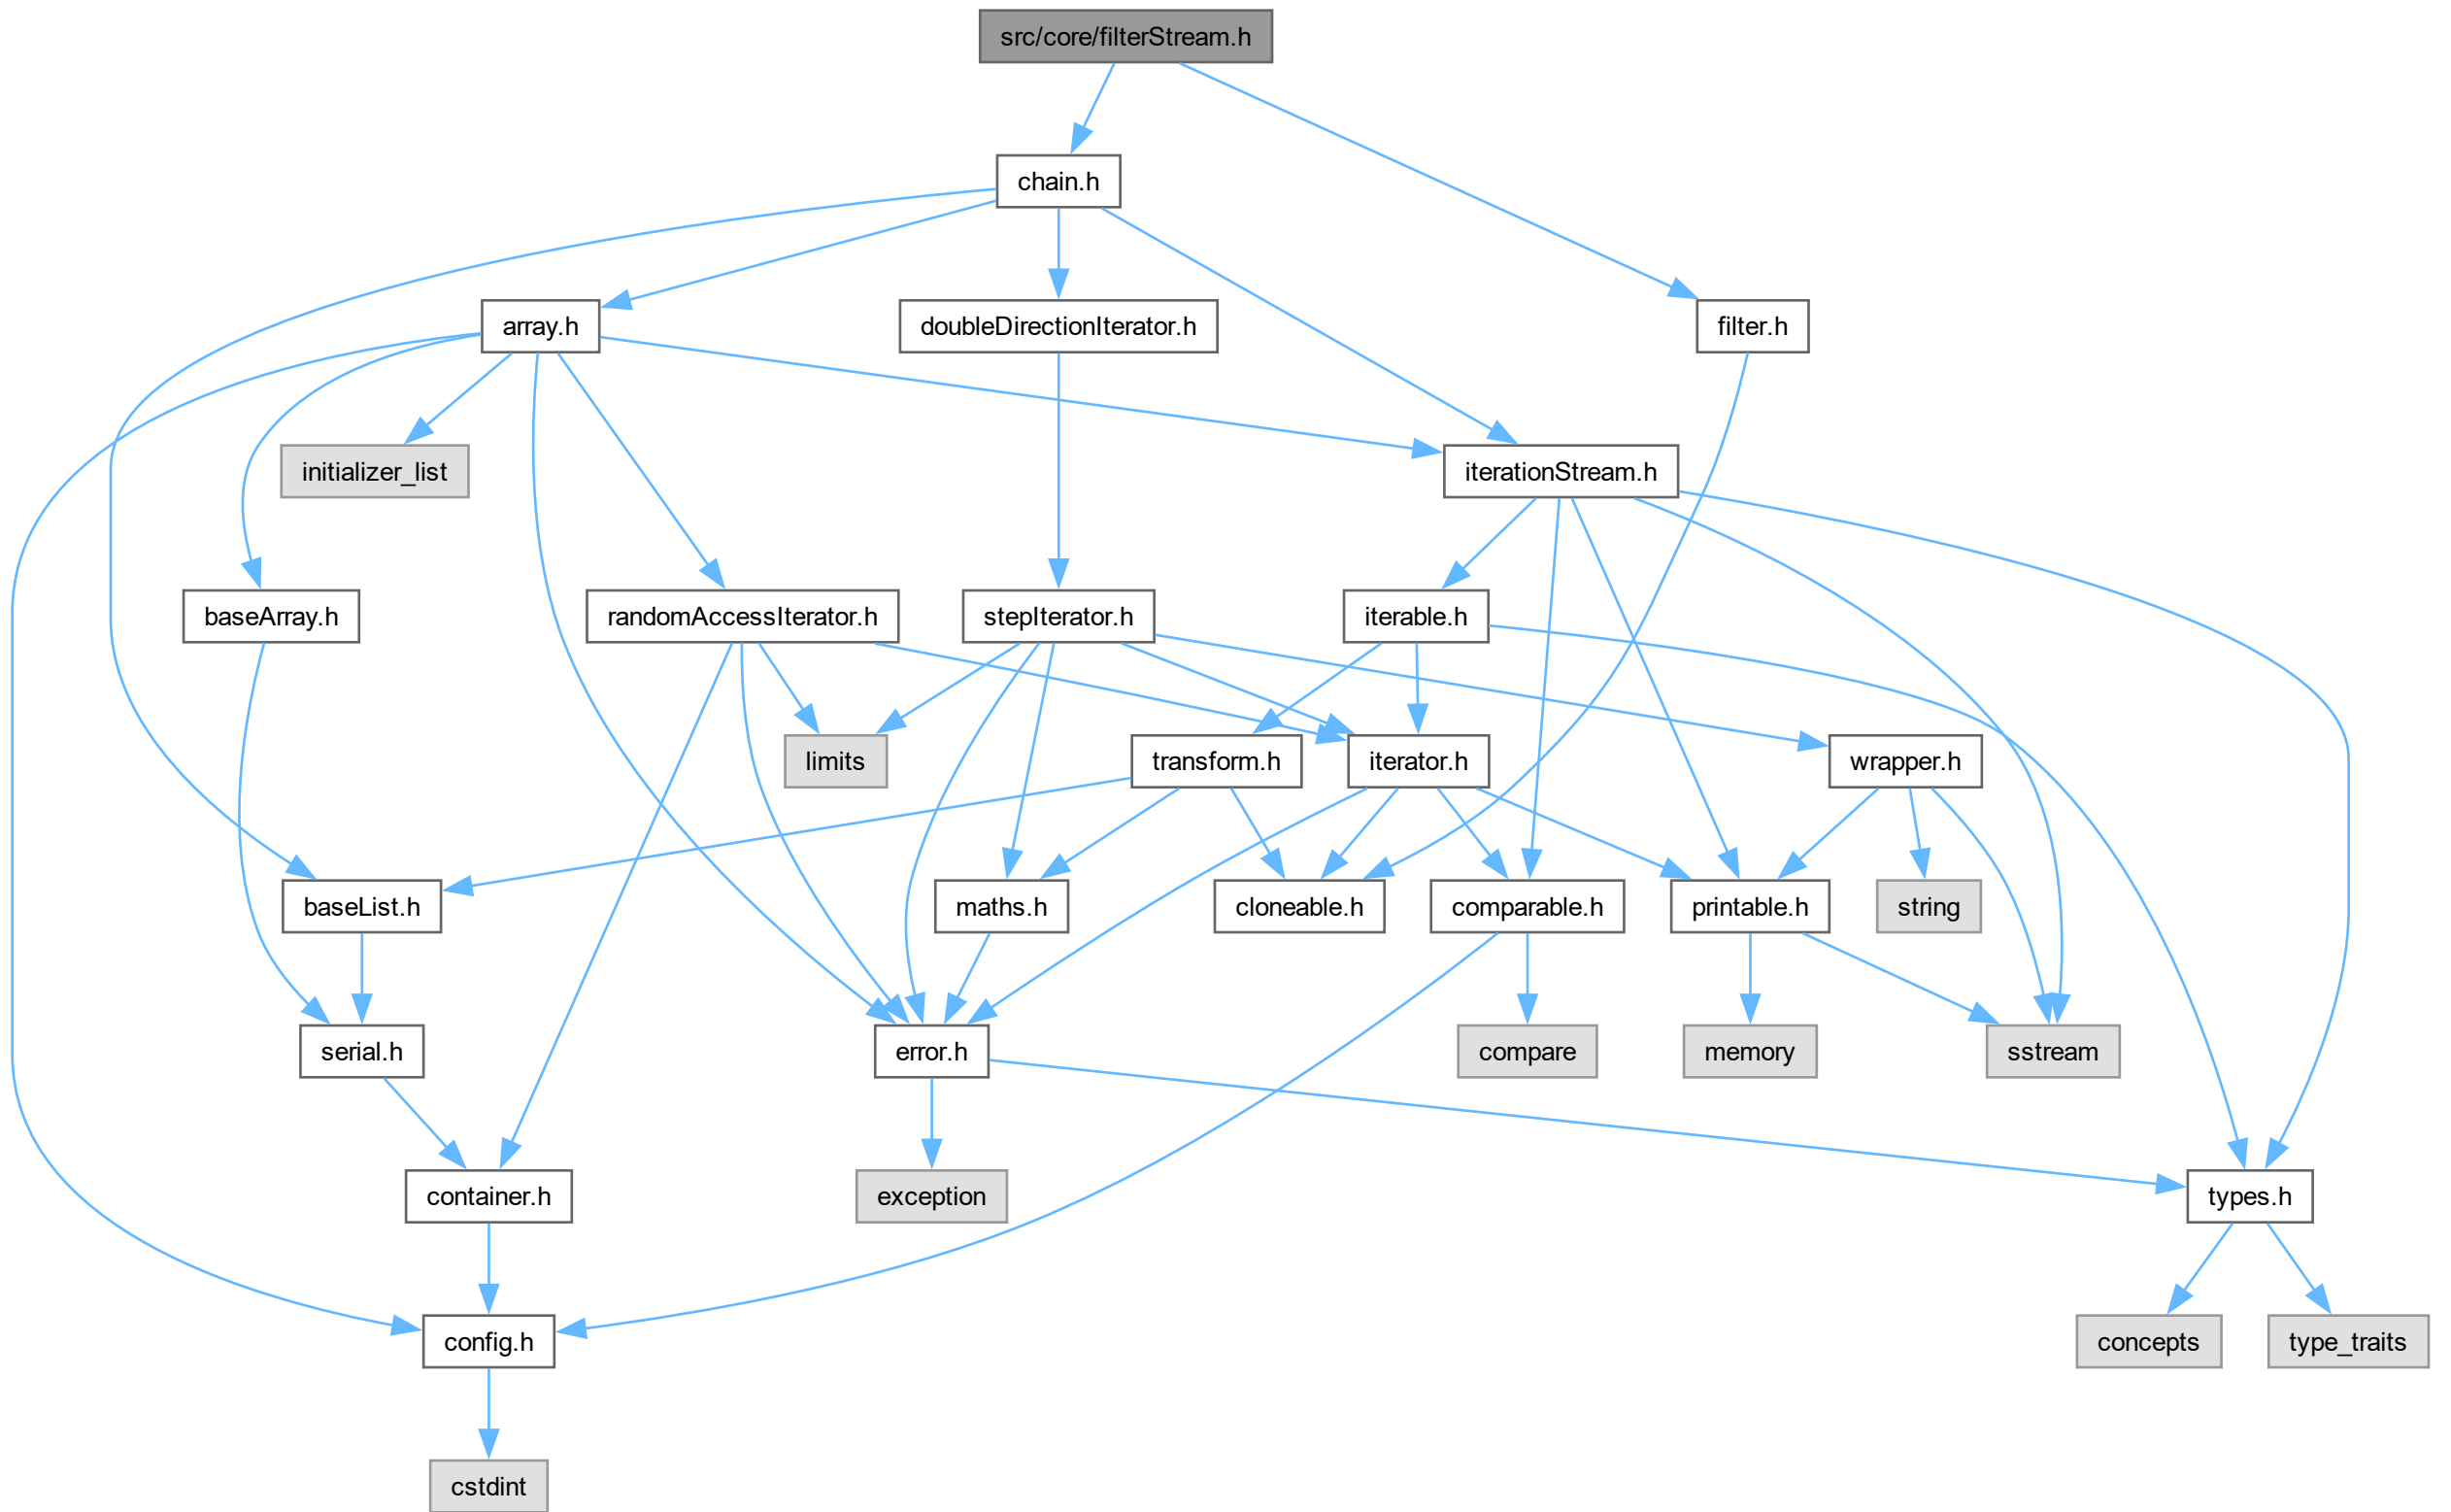 src/core/filterStream.h
chain.h
array.h
doubleDirectionIterator.h
filter.h
initializer_list
iterationStream.h
baseArray.h
randomAccessIterator.h
stepIterator.h
iterable.h
limits
transform.h
iterator.h
wrapper.h
baseList.h
maths.h
cloneable.h
comparable.h
printable.h
string
serial.h
error.h
compare
memory
sstream
container.h
exception
types.h
config.h
concepts
type_traits
cstdint